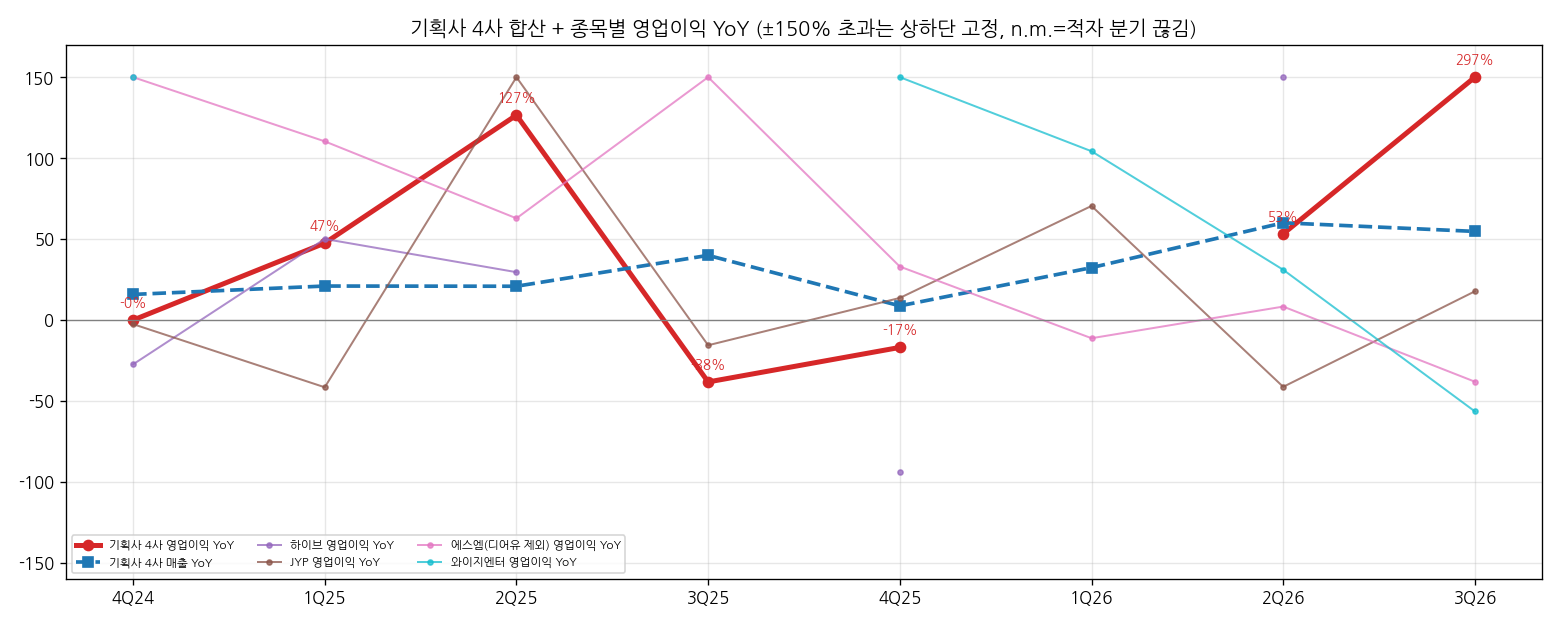 기획사 4사 합산 + 종목별 영업이익 YoY (±150% 초과는 상하단 고정, n.m.=적자 분기 끊김)
297%
150
127%
100
47%
53%
50
-0%
0
-17%
-38%
-50
-100
-150
기획사 4사 영업이익 YoY
기획사 4사 매출 YoY
하이브 영업이익 YoY
JYP 영업이익 YoY
에스엠(디어유 제외) 영업이익 YoY
와이지엔터 영업이익 YoY
4Q24 1Q25 2Q25 3Q25 4Q25 1Q26 2Q26 3Q26